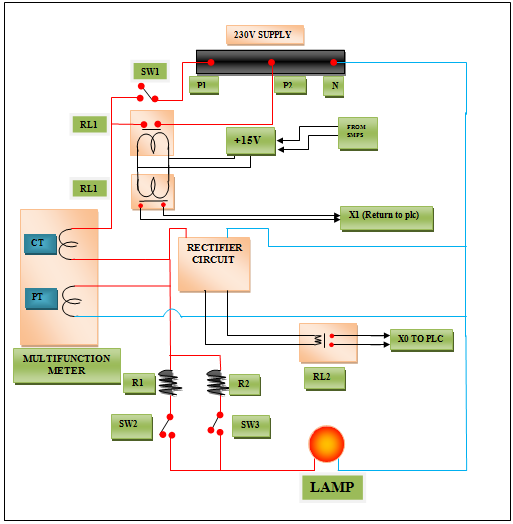 230V SUPPLY
SW1
P1
P2
N
RL1
+15V
FROM
SMPS
RL1
X1 (Return to plc)
CT
RECTIFIER
CIRCUIT
PT
X0 TO PLC
MULTIFUNCTION
METER
RL2
R1
R2
SW2
SW3
LAMP